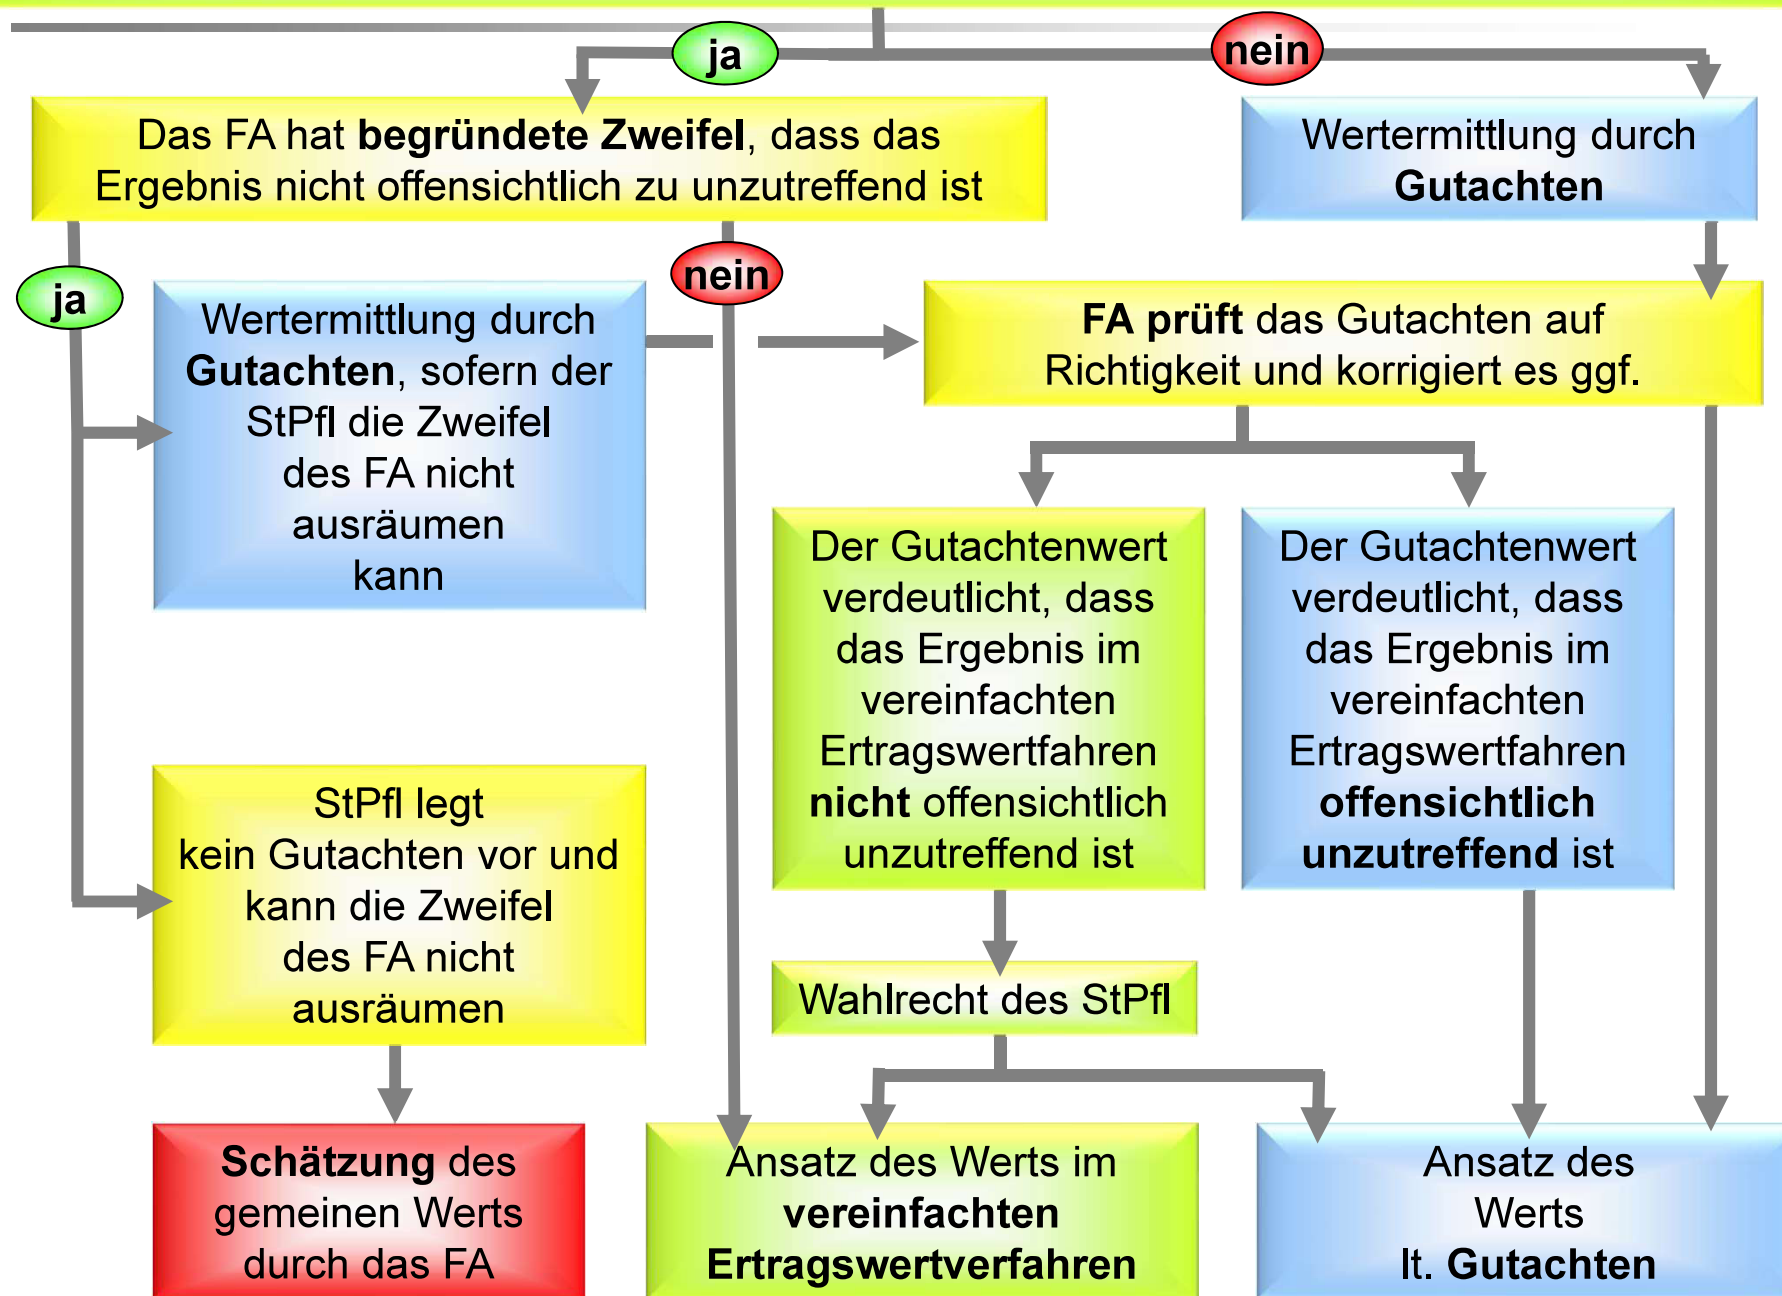 ja
nein
Das FA hat begründete Zweifel, dass das
Ergebnis nicht offensichtlich zu unzutreffend ist
Wertermittlung durch
Gutachten
ja
nein
Wertermittlung durch
Gutachten, sofern der
StPfl die Zweifel
des FA nicht
ausräumen
kann
FA prüft das Gutachten auf
Richtigkeit und korrigiert es ggf.
Der Gutachtenwert
verdeutlicht, dass
das Ergebnis im
vereinfachten
Ertragswertfahren
nicht offensichtlich
unzutreffend ist
Der Gutachtenwert
verdeutlicht, dass
das Ergebnis im
vereinfachten
Ertragswertfahren
offensichtlich
unzutreffend ist
StPfl legt
kein Gutachten vor und
kann die Zweifel
des FA nicht
ausräumen
Wahlrecht des StPfl
Schätzung des
gemeinen Werts
durch das FA
Ansatz des Werts im
vereinfachten
Ertragswertverfahren
Ansatz des
Werts
lt. Gutachten